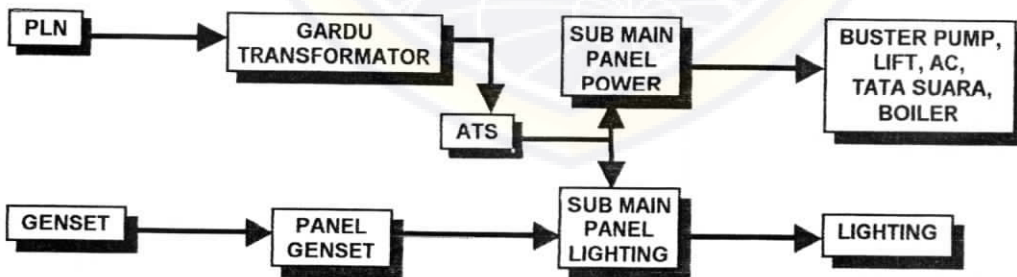 PLN
GARDU
TRANSFORMATOR
SUB MAIN
PANEL
POWER
BUSTER PUMP,
LIFT, AC,
TATA SUARA,
BOILER
ATS
GENSET
PANEL
GENSET
SUB MAIN
PANEL
LIGHTING
LIGHTING